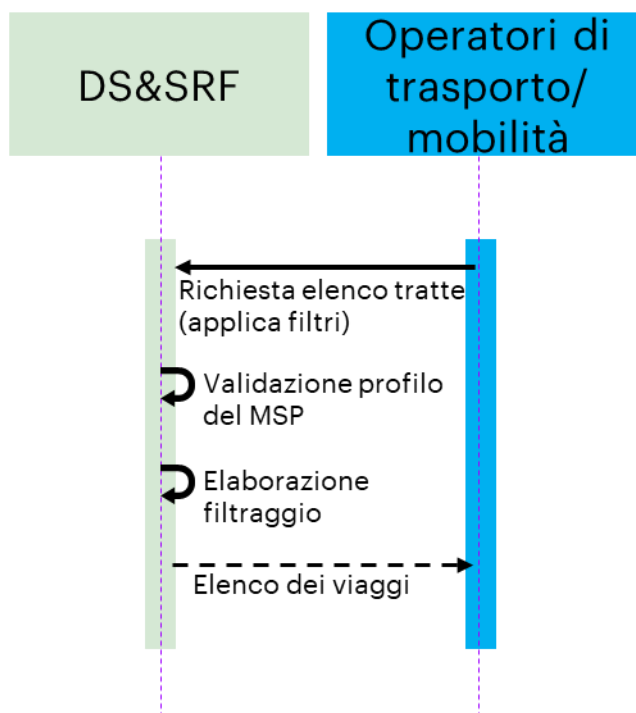 DS&SRF
Operatori di
trasporto/
mobilità
Richiesta elenco tratte
(applica filtri)
Validazione profilo
del MSP
Elaborazione
filtraggio
Elenco dei viaggi